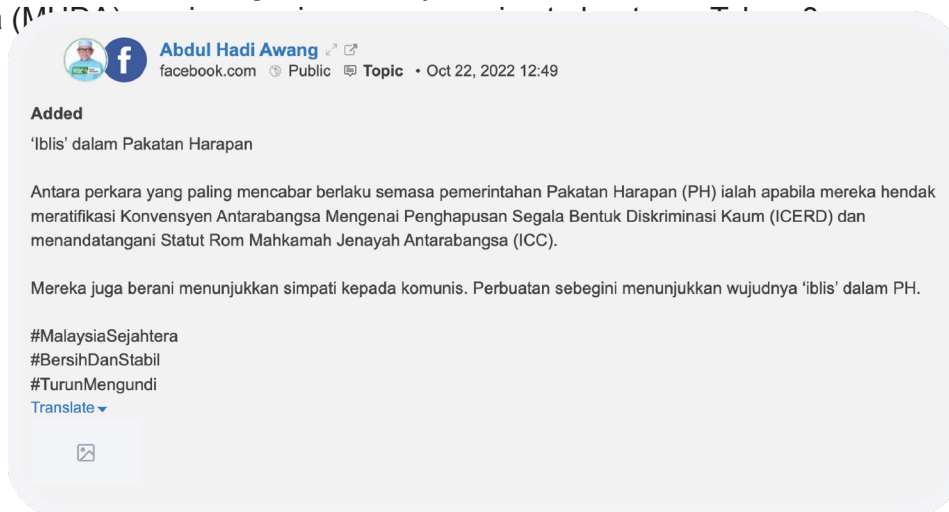 Abdul Hadi Awang
facebook.com Public Topic • Oct 22, 2022 12:49
Added
‘Iblis’ dalam Pakatan Harapan
Antara perkara yang paling mencabar berlaku semasa pemerintahan Pakatan Harapan (PH) ialah apabila mereka hendak
meratifikasi Konvensyen Antarabangsa Mengenai Penghapusan Segala Bentuk Diskriminasi Kaum (ICERD) dan
menandatangani Statut Rom Mahkamah Jenayah Antarabangsa (ICC).
Mereka juga berani menunjukkan simpati kepada komunis. Perbuatan sebegini menunjukkan wujudnya ‘iblis’ dalam PH.
#MalaysiaSejahtera
#BersihDanStabil
#TurunMengundi
Translate